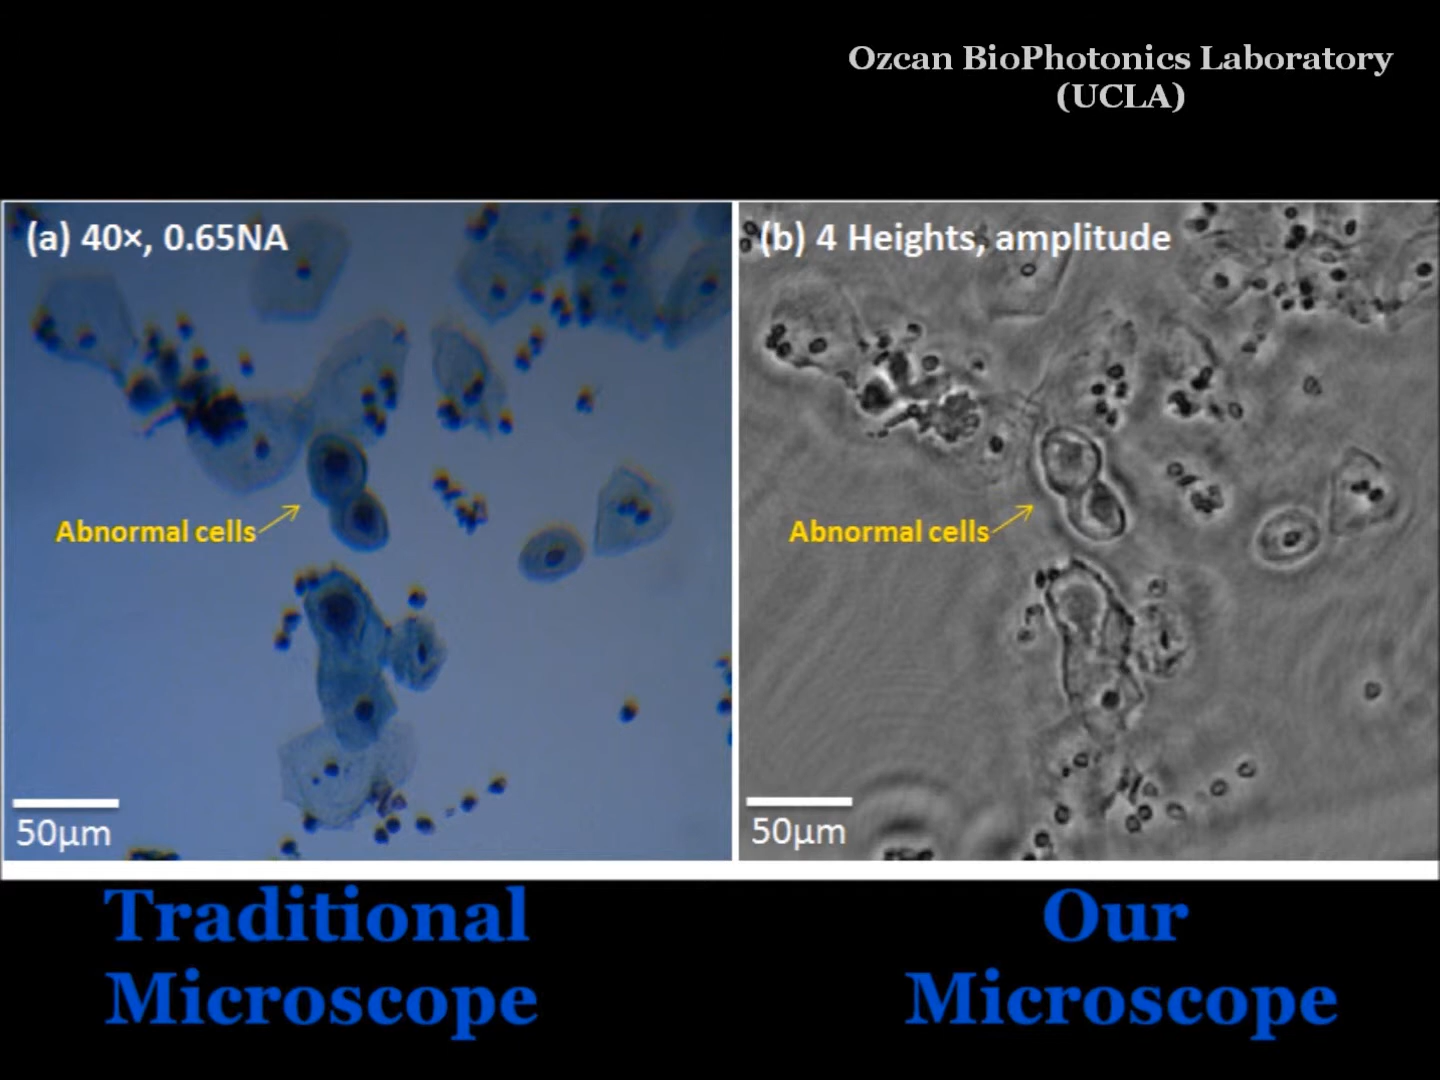 Ozcan BioPhotonics Laboratory
(UCLA)
(a) 40×, 0.65NA
Abnormal cells
50μm
(b) 4 Heights, amplitude
Abnormal cells
50μm
Traditional
Microscope
Our
Microscope